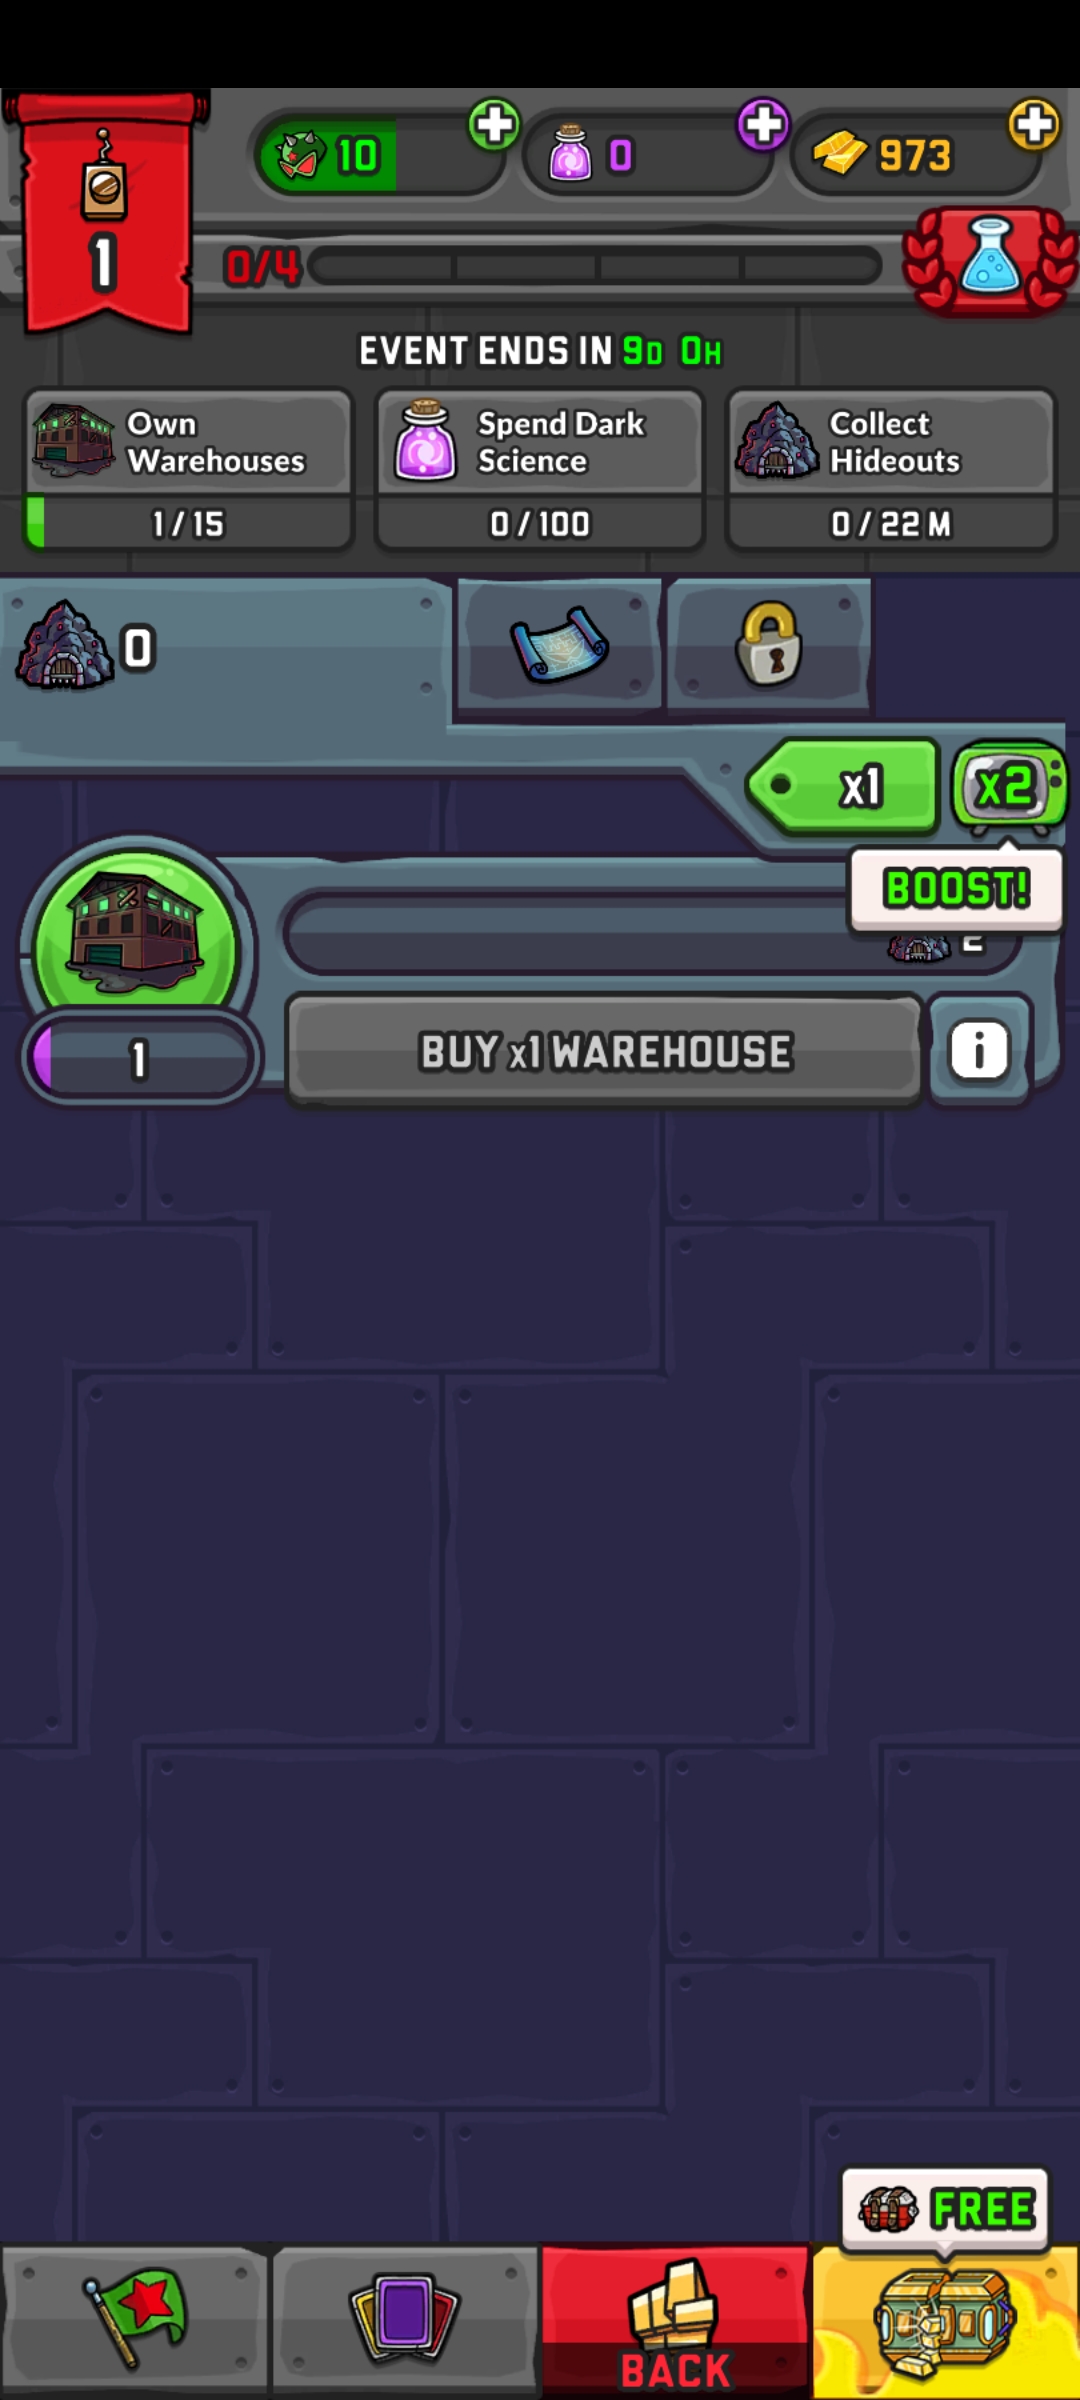 10
0
973
1
0/4
EVENT ENDS IN 9D 0H
Own
Warehouses
1/15
Spend Dark
Science
0/100
Collect
Hideouts
0/22 M
0
x1
x2
BOOST!
2
1
BUY x1 WAREHOUSE
i
FREE
BACK